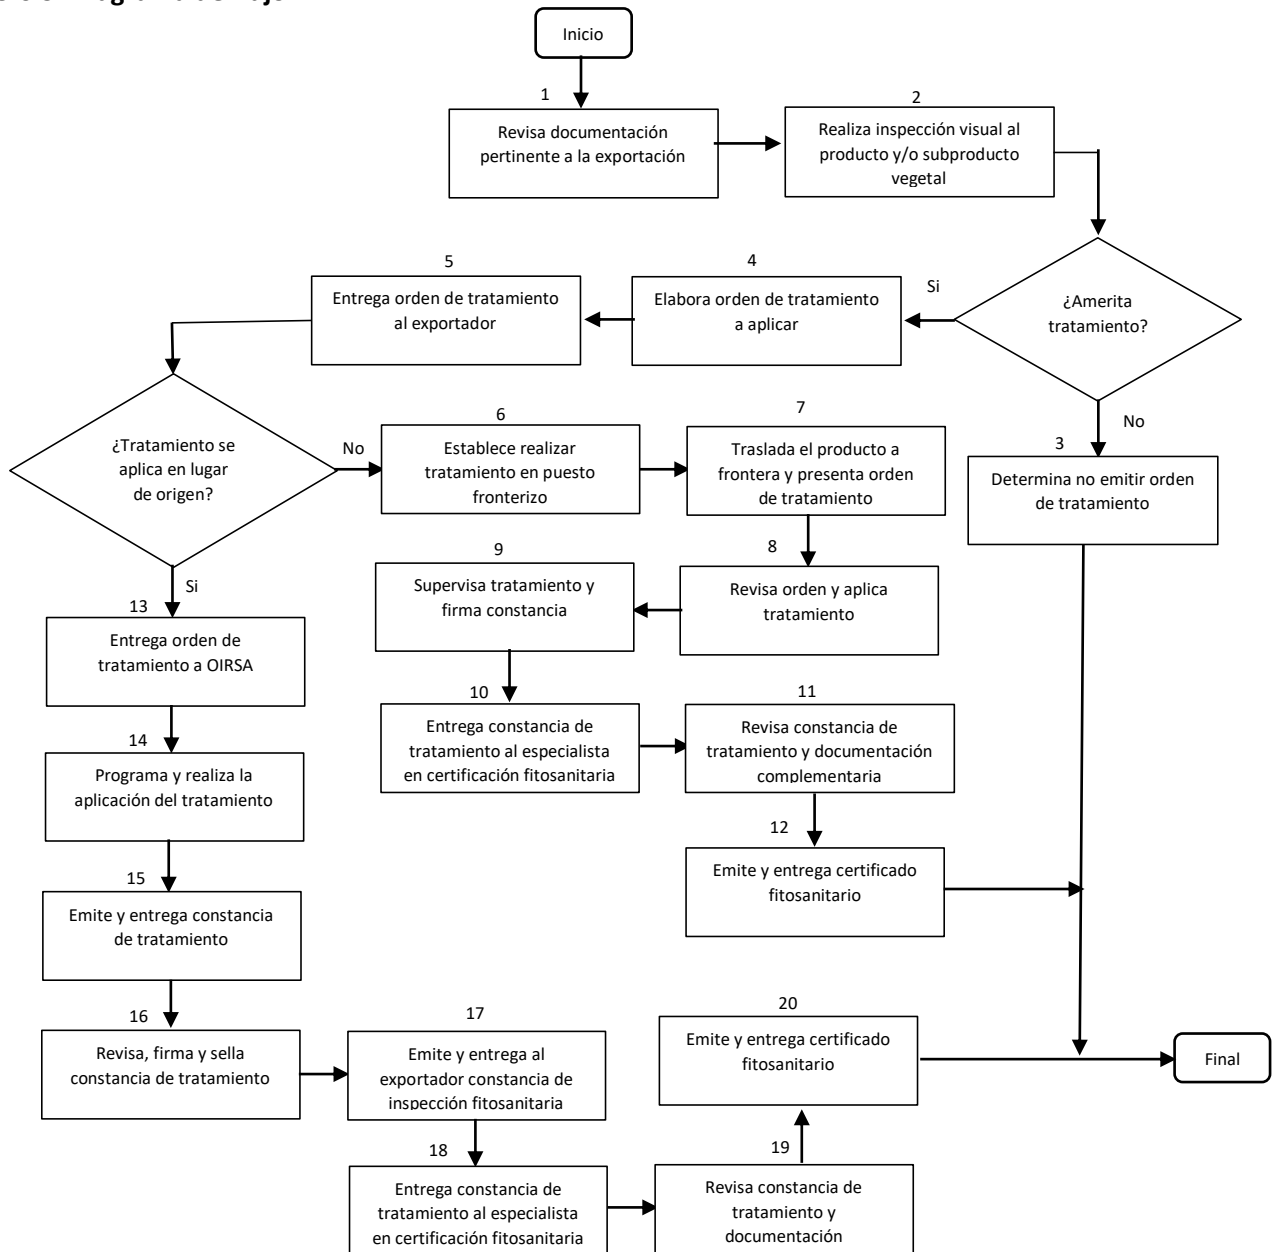 Inicio
1
Revisa documentación
pertinente a la exportación
2
Realiza inspección visual al
producto y/o subproducto
vegetal
¿Amerita
tratamiento?
Si
No
3
Determina no emitir orden
de tratamiento
4
Elabora orden de tratamiento
a aplicar
5
Entrega orden de tratamiento
al exportador
¿Tratamiento se
aplica en lugar
de origen?
No
6
Establece realizar
tratamiento en puesto
fronterizo
7
Traslada el producto a
frontera y presenta orden
de tratamiento
8
Revisa orden y aplica
tratamiento
9
Supervisa tratamiento y
firma constancia
10
Entrega constancia de
tratamiento al especialista
en certificación fitosanitaria
11
Revisa constancia de
tratamiento y documentación
complementaria
12
Emite y entrega certificado
fitosanitario
Si
13
Entrega orden de
tratamiento a OIRSA
14
Programa y realiza la
aplicación del tratamiento
15
Emite y entrega constancia
de tratamiento
16
Revisa, firma y sella
constancia de tratamiento
17
Emite y entrega al
exportador constancia de
inspección fitosanitaria
18
Entrega constancia de
tratamiento al especialista
en certificación fitosanitaria
19
Revisa constancia de
tratamiento y
documentación
20
Emite y entrega certificado
fitosanitario
Final